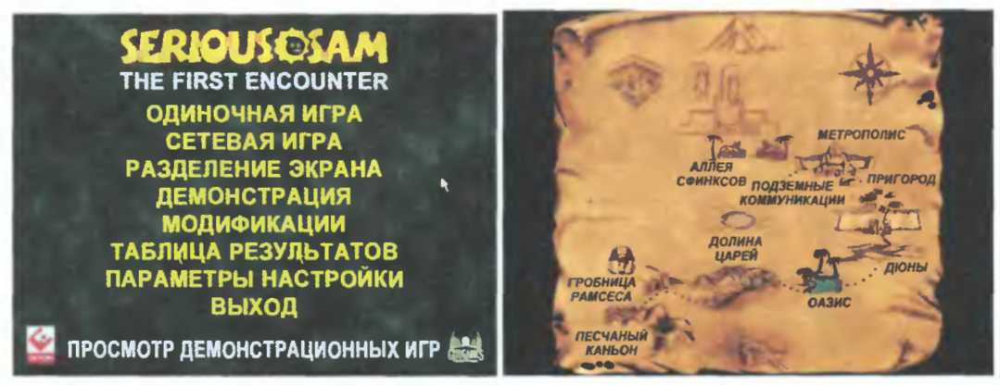 SERIOUS SAM
THE FIRST ENCOUNTER
ОДИНОЧНАЯ ИГРА
СЕТЕВАЯ ИГРА
РАЗДЕЛЕНИЕ ЭКРАНА
ДЕМОНСТРАЦИЯ
МОДИФИКАЦИИ
ТАБЛИЦА РЕЗУЛЬТАТОВ
ПАРАМЕТРЫ НАСТРОЙКИ
ВЫХОД
ПРОСМОТР ДЕМОНСТРАЦИОННЫХ ИГР
МЕТРОПОЛИС
АЛЛЕЯ
СФИНКСОВ
ПОДЗЕМНЫЕ
КОММУНИКАЦИИ
ПРИГОРОД
ДОЛИНА
ЦАРЕЙ
ДЮНЫ
ГРОБНИЦА
РАМСЕСА
ОАЗИС
ПЕСЧАНЫЙ
КАНЬОН